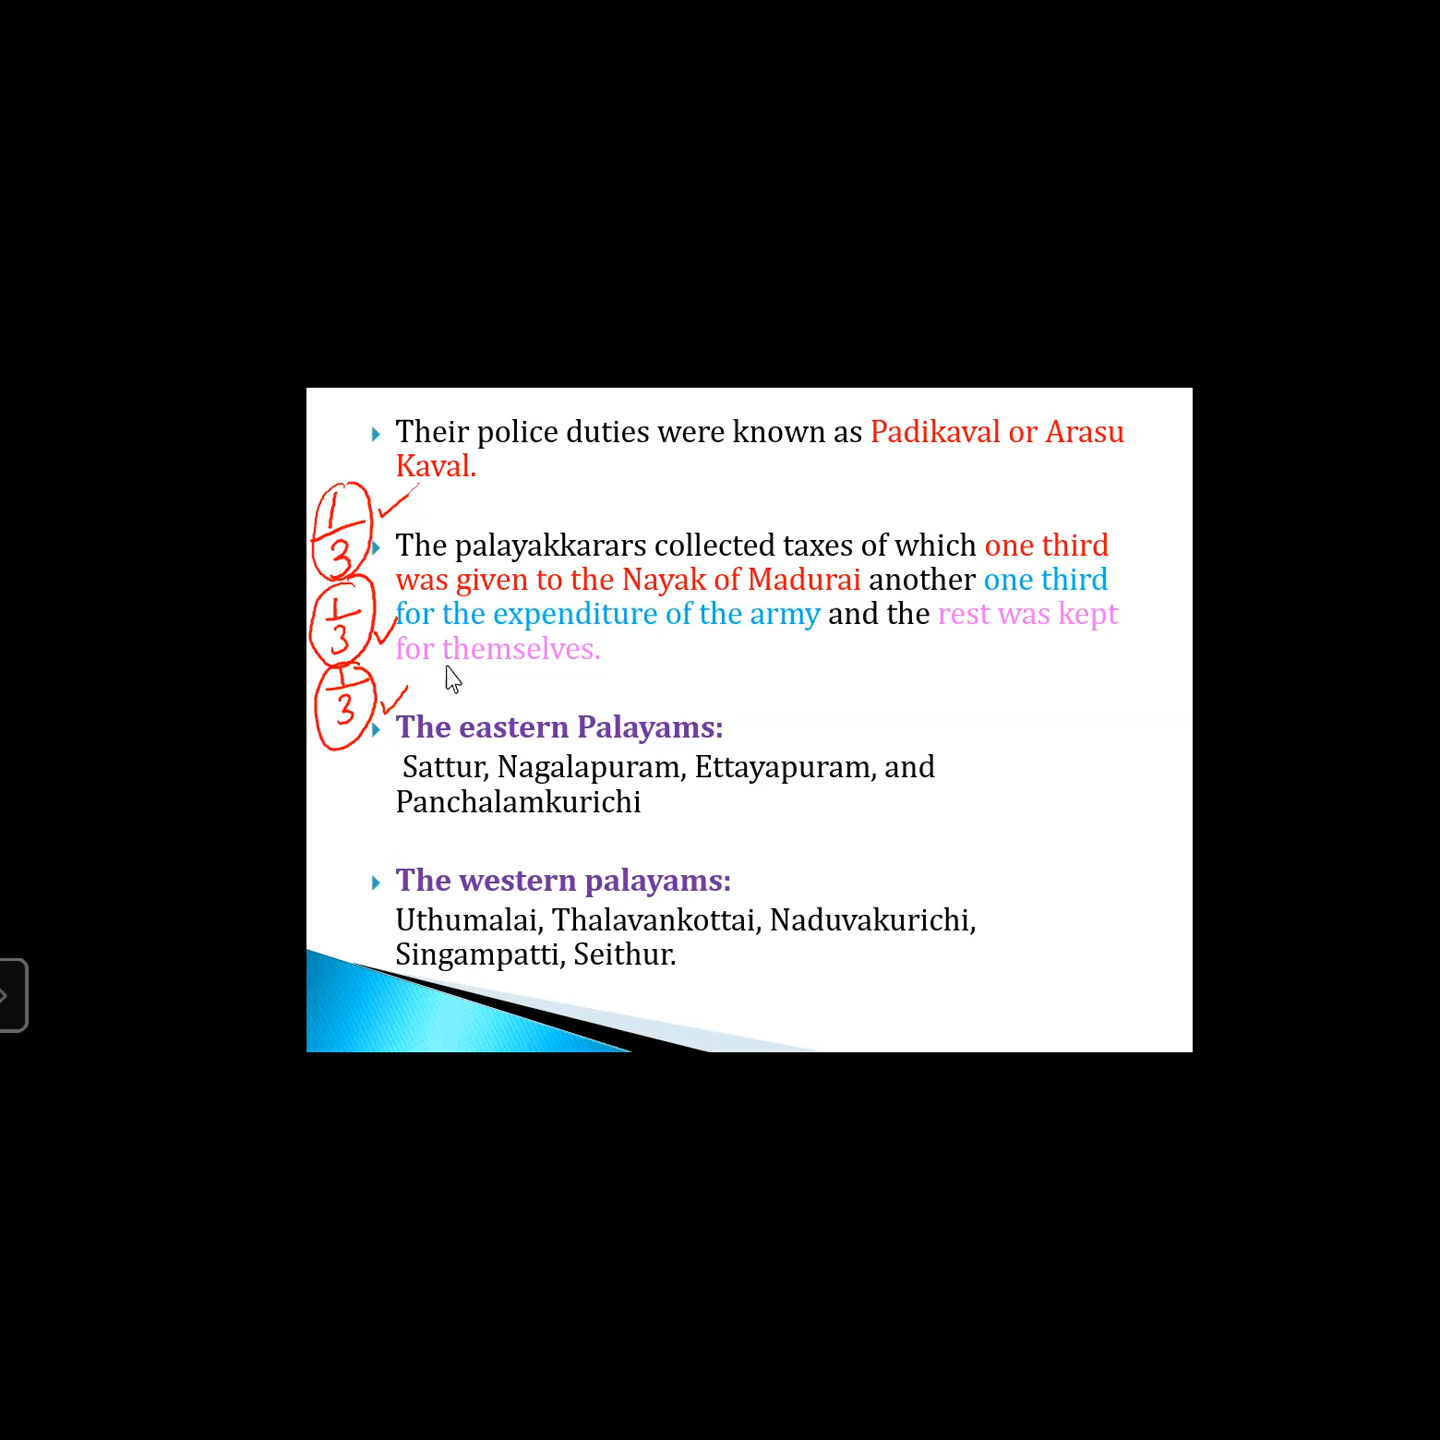 Their police duties were known as Padikaval or Arasu
Kaval.
1
3
The palayakkarars collected taxes of which one third
was given to the Nayak of Madurai another one third
for the expenditure of the army and the rest was kept
for themselves.
1
3
1
3
The eastern Palayams:
Sattur, Nagalapuram, Ettayapuram, and
Panchalamkurichi
The western palayams:
Uthumalai, Thalavankottai, Naduvakurichi,
Singampatti, Seithur.